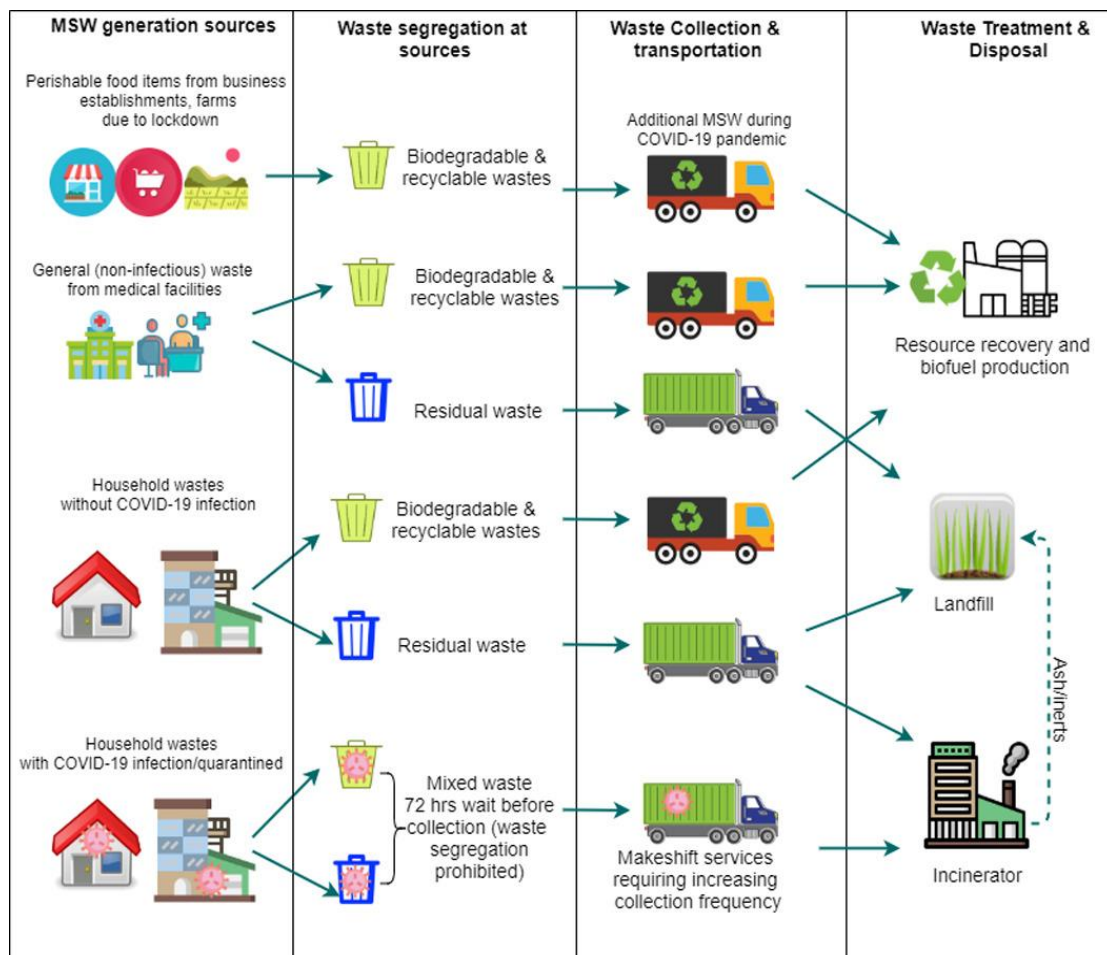 MSW generation sources
Waste segregation at
sources
Waste Collection &
transportation
Waste Treatment &
Disposal
Perishable food items from business
establishments, farms
due to lockdown
Biodegradable &
recyclable wastes
Additional MSW during
COVID-19 pandemic
General (non-infectious) waste
from medical facilities
Biodegradable &
recyclable wastes
Residual waste
Resource recovery and
biofuel production
Household wastes
without COVID-19 infection
Biodegradable &
recyclable wastes
Residual waste
Landfill
Ash/inerts
Household wastes
with COVID-19 infection/quarantined
Mixed waste
72 hrs wait before
collection (waste
segregation
prohibited)
Makeshift services
requiring increasing
collection frequency
Incinerator